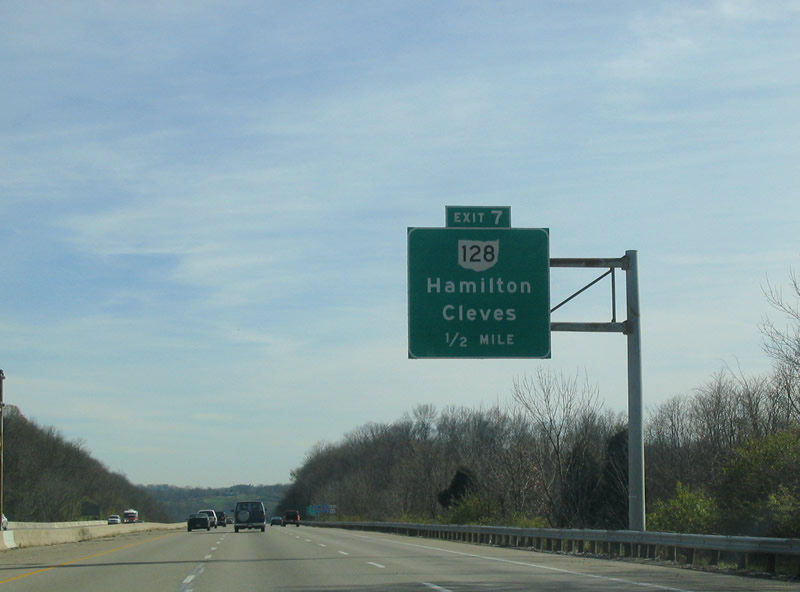 EXIT 7
128
Hamilton
Cleves
1/2 MILE